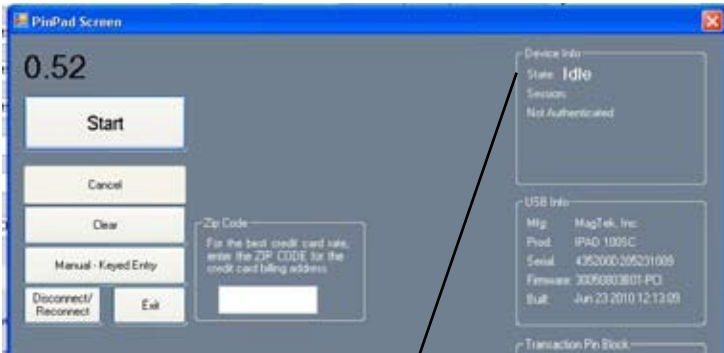 PinPad Screen
0.52
Start
Cancel
Clear
Manual - Keyed Entry
Disconnect/
Reconnect
Exit
Zip Code
For the best credit card rate,
enter the ZIP CODE for the
credit card billing address
Device Info
State: Idle
Session:
Not Authenticated
USB Info
Mfg: MagTek, Inc.
Prod: IPAD 100SC
Serial:
Firmware:
Built: Jun 23 2010 12:13:09
Transaction Pin Block